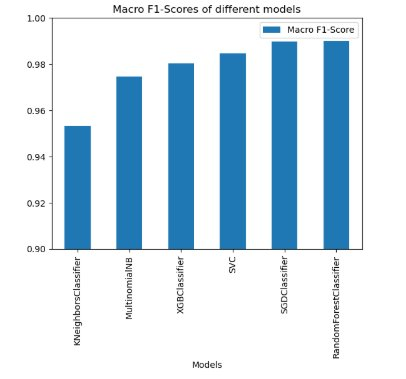 Macro F1-Scores of different models
Macro F1-Score
1.00
0.98
0.96
0.94
0.92
0.90
KNeighborsClassifier
MultinomialNB
XGBClassifier
SVC
SGDClassifier
RandomForestClassifier
Models